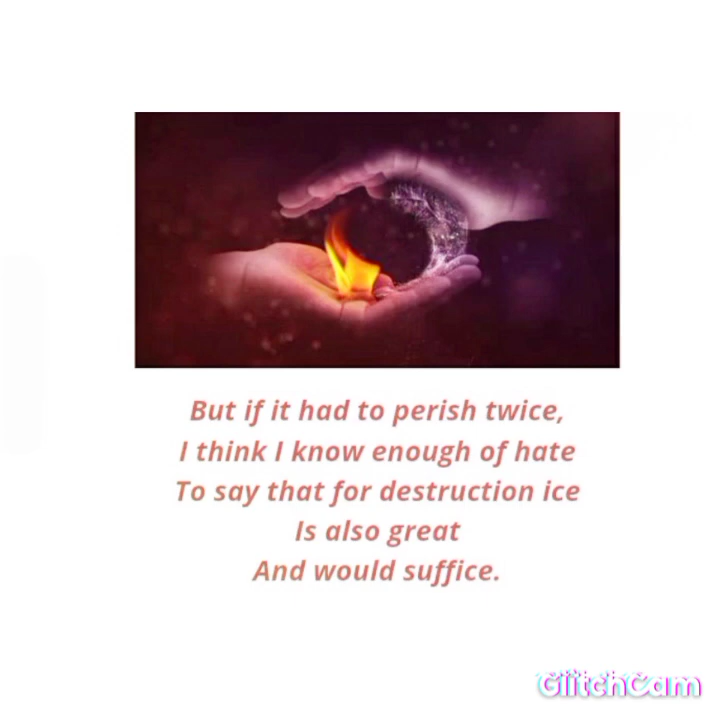 But if it had to perish twice,
I think I know enough of hate
To say that for destruction ice
Is also great
And would suffice.
GlitchCam